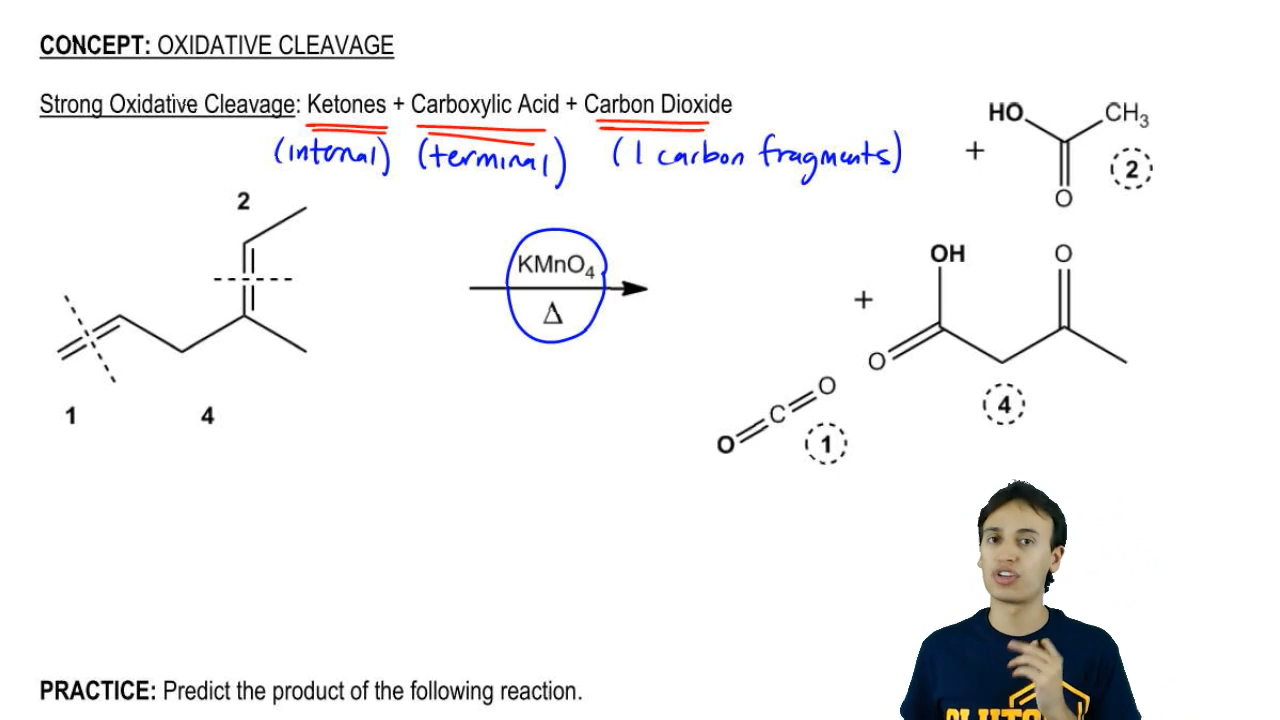 CONCEPT: OXIDATIVE CLEAVAGE
Strong Oxidative Cleavage: Ketones + Carboxylic Acid + Carbon Dioxide
(internal) (terminal) (1 carbon fragments)
+
HO
CH3
O
2
2
1
4
KMnO4
Δ
+
OH
O
O
4
O=C=O
1
PRACTICE: Predict the product of the following reaction.
CLUTCH